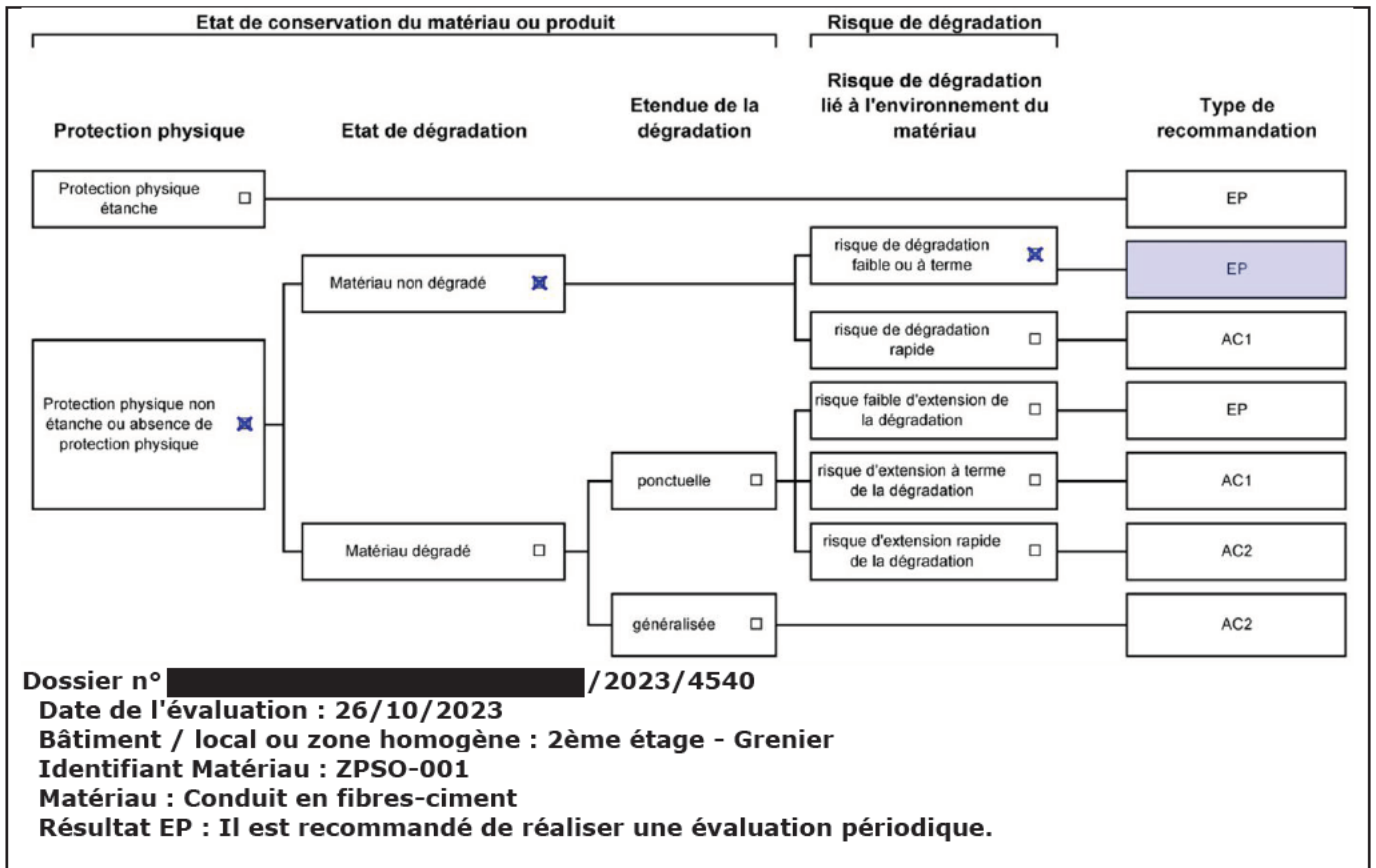 Etat de conservation du matériau ou produit
Risque de dégradation
Protection physique
Etat de dégradation
Etendue de la
dégradation
Risque de dégradation
lié à l'environnement du
matériau
Type de
recommandation
Protection physique
étanche
EP
risque de dégradation
faible ou à terme
EP
Matériau non dégradé
risque de dégradation
rapide
AC1
Protection physique non
étanche ou absence de
protection physique
risque faible d'extension de
la dégradation
EP
ponctuelle
risque d'extension à terme
de la dégradation
AC1
Matériau dégradé
risque d'extension rapide
de la dégradation
AC2
généralisée
AC2
Dossier n° /2023/4540
Date de l'évaluation : 26/10/2023
Bâtiment / local ou zone homogène : 2ème étage - Grenier
Identifiant Matériau : ZPSO-001
Matériau : Conduit en fibres-ciment
Résultat EP : Il est recommandé de réaliser une évaluation périodique.